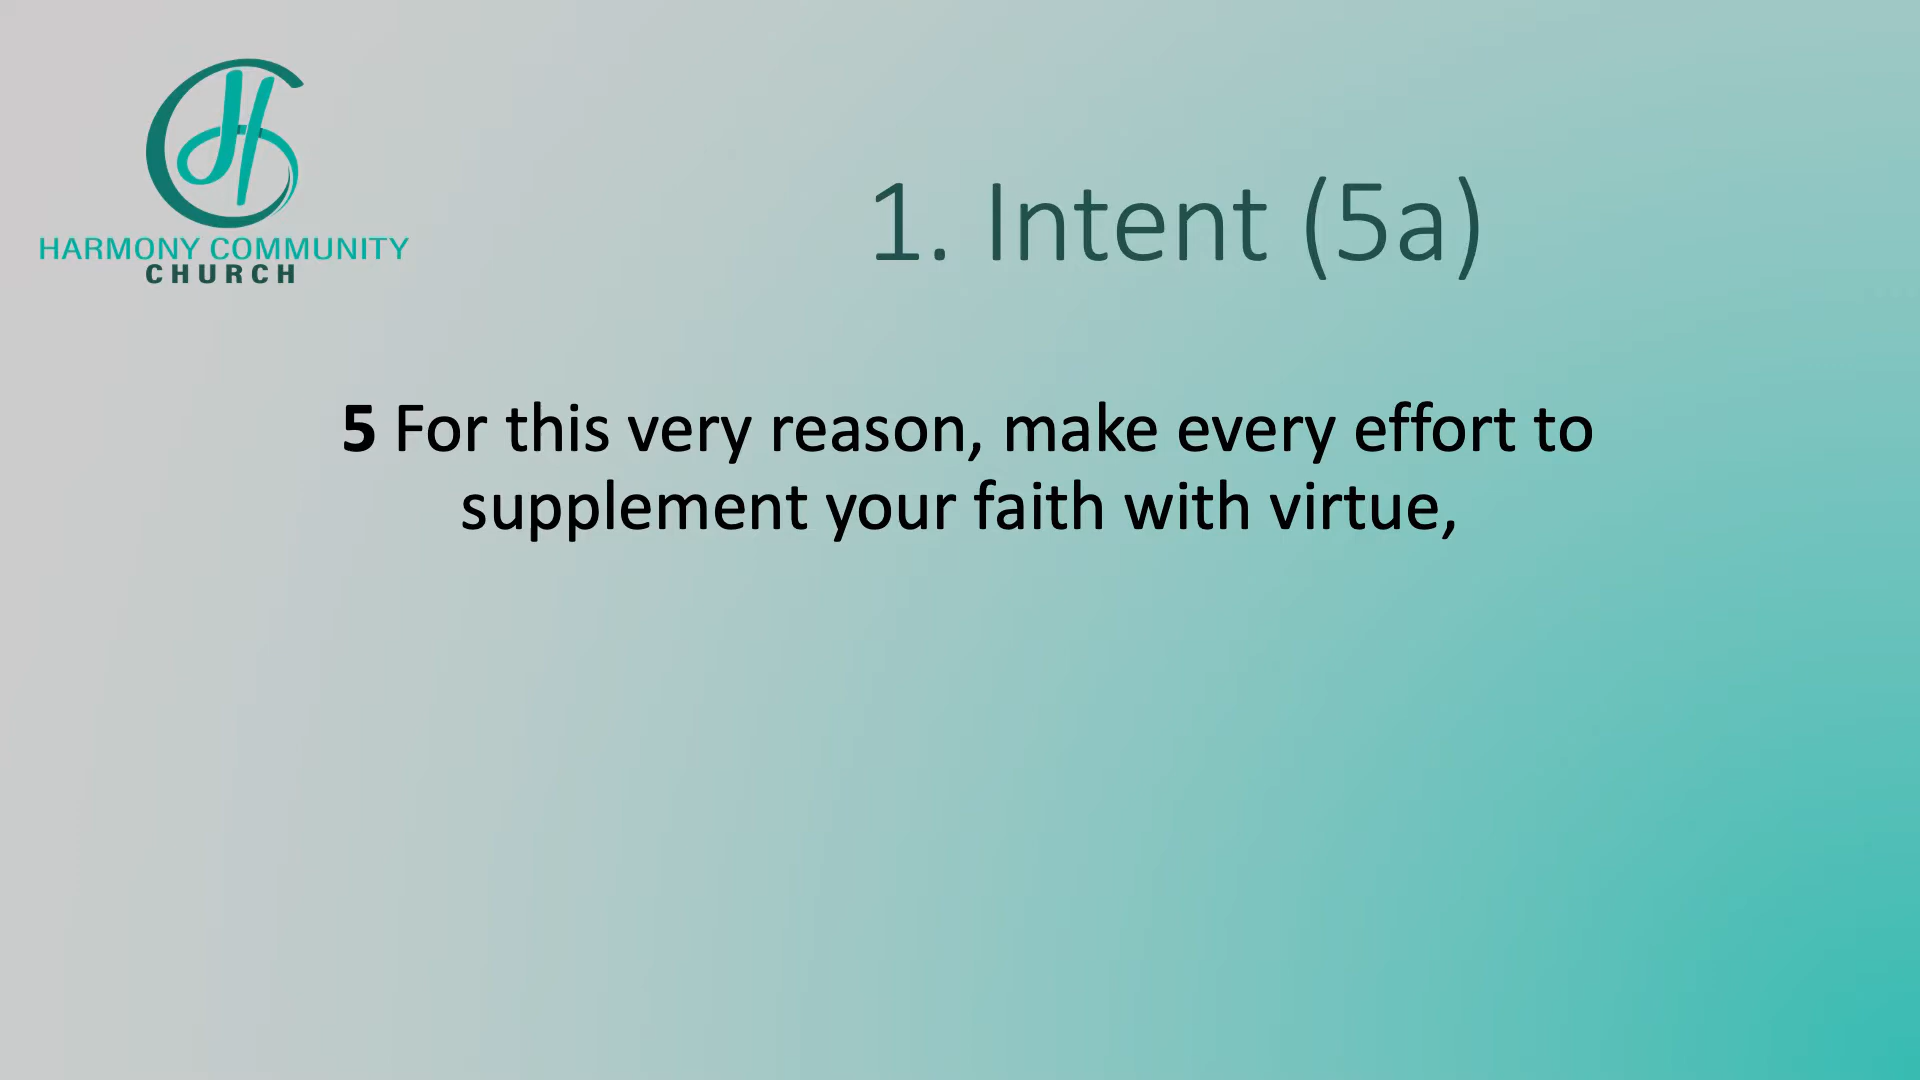 HARMONY COMMUNITY
CHURCH
1. Intent (5a)
5 For this very reason, make every effort to
supplement your faith with virtue,